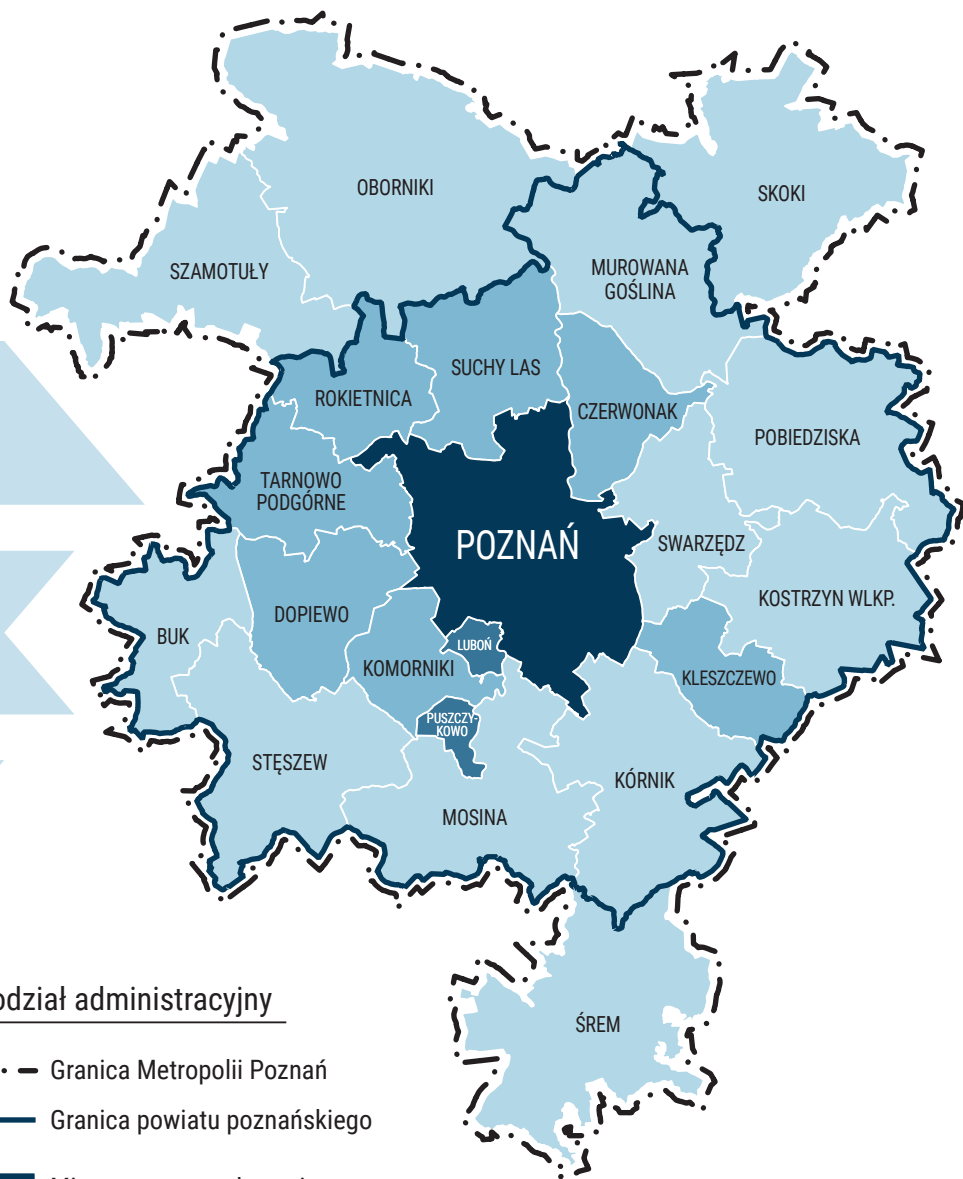 OBORNIKI
SKOKI
SZAMOTUŁY
MUROWANA
GOŚLINA
SUCHY LAS
ROKIETNICA
CZERWONAK
POBIEDZISKA
TARNOWO
PODGÓRNE
POZNAŃ
SWARZĘDZ
KOSTRZYN WLKP.
DOPIEWO
BUK
LUBOŃ
KOMORNIKI
KLESZCZEWO
PUSZCZY-
KOWO
STĘSZEW
KÓRNIK
MOSINA
ŚREM
odział administracyjny
Granica Metropolii Poznań
Granica powiatu poznańskiego